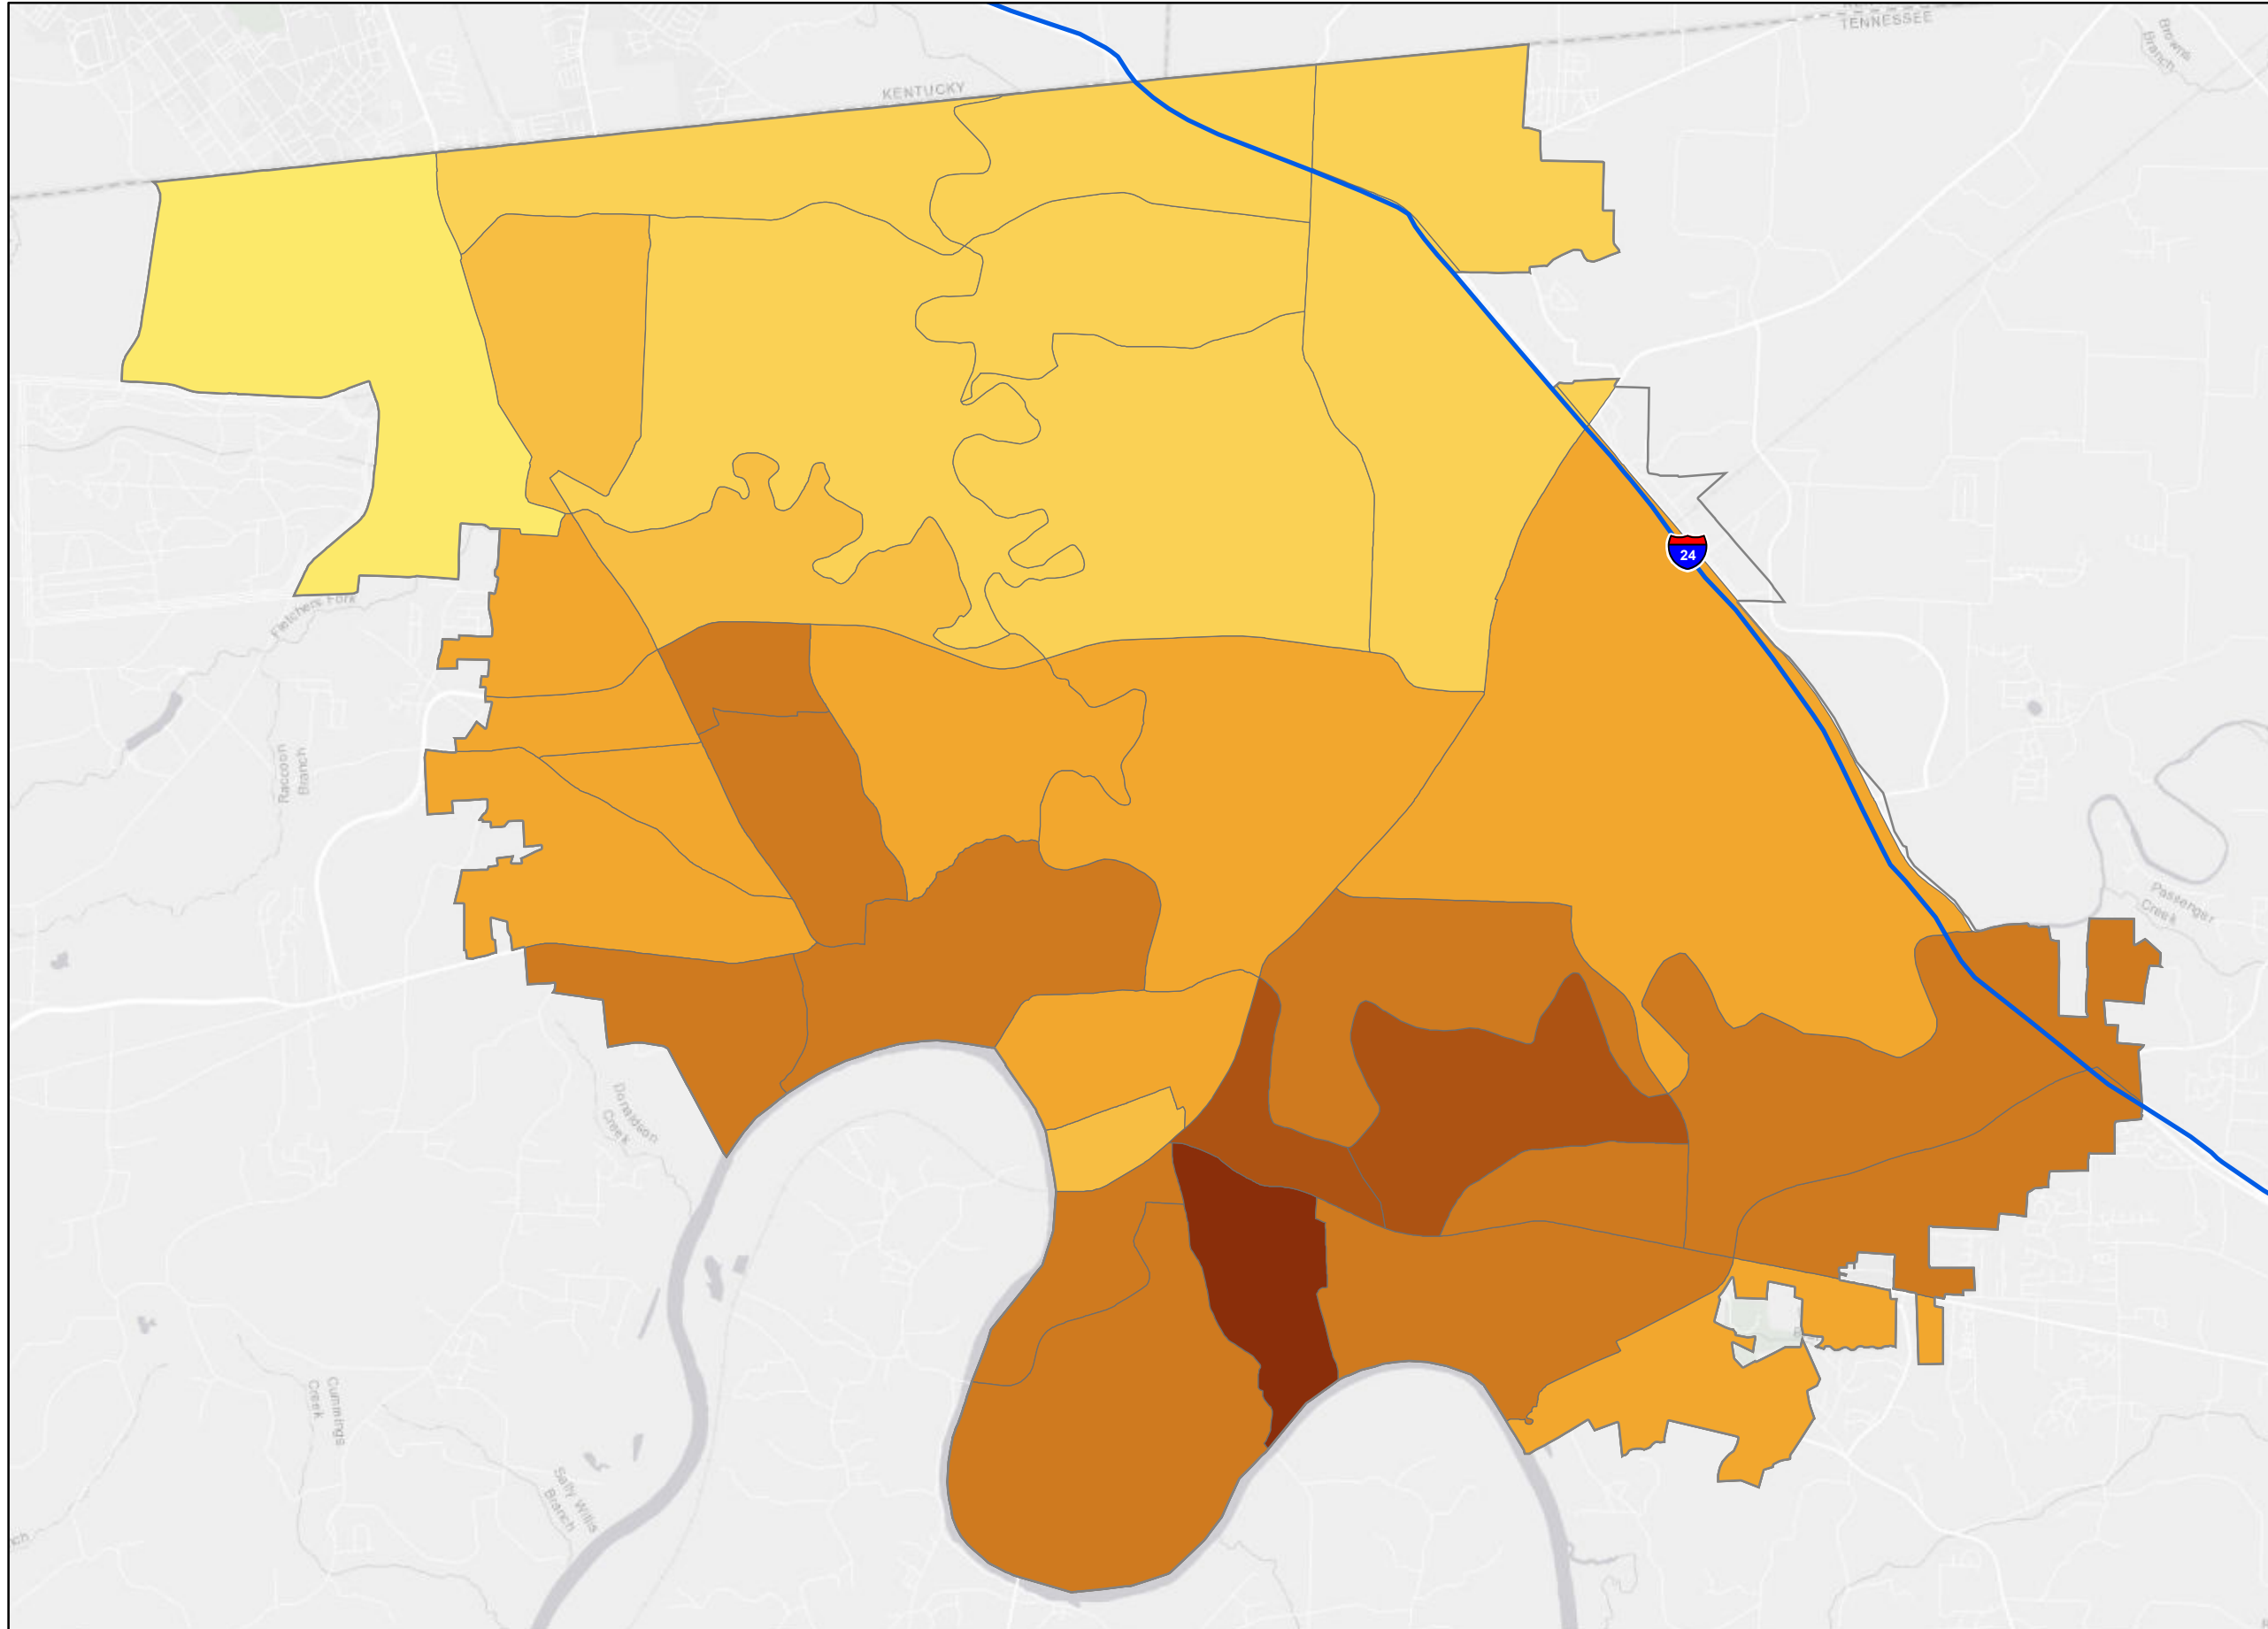 TENNESSEE
Browns
Branch
KENTUCKY
24
Fletchers Fork
Raccoon
Branch
Passenger
Creek
Donaldson
Creek
Cummings
Creek
Sally Willis
Branch